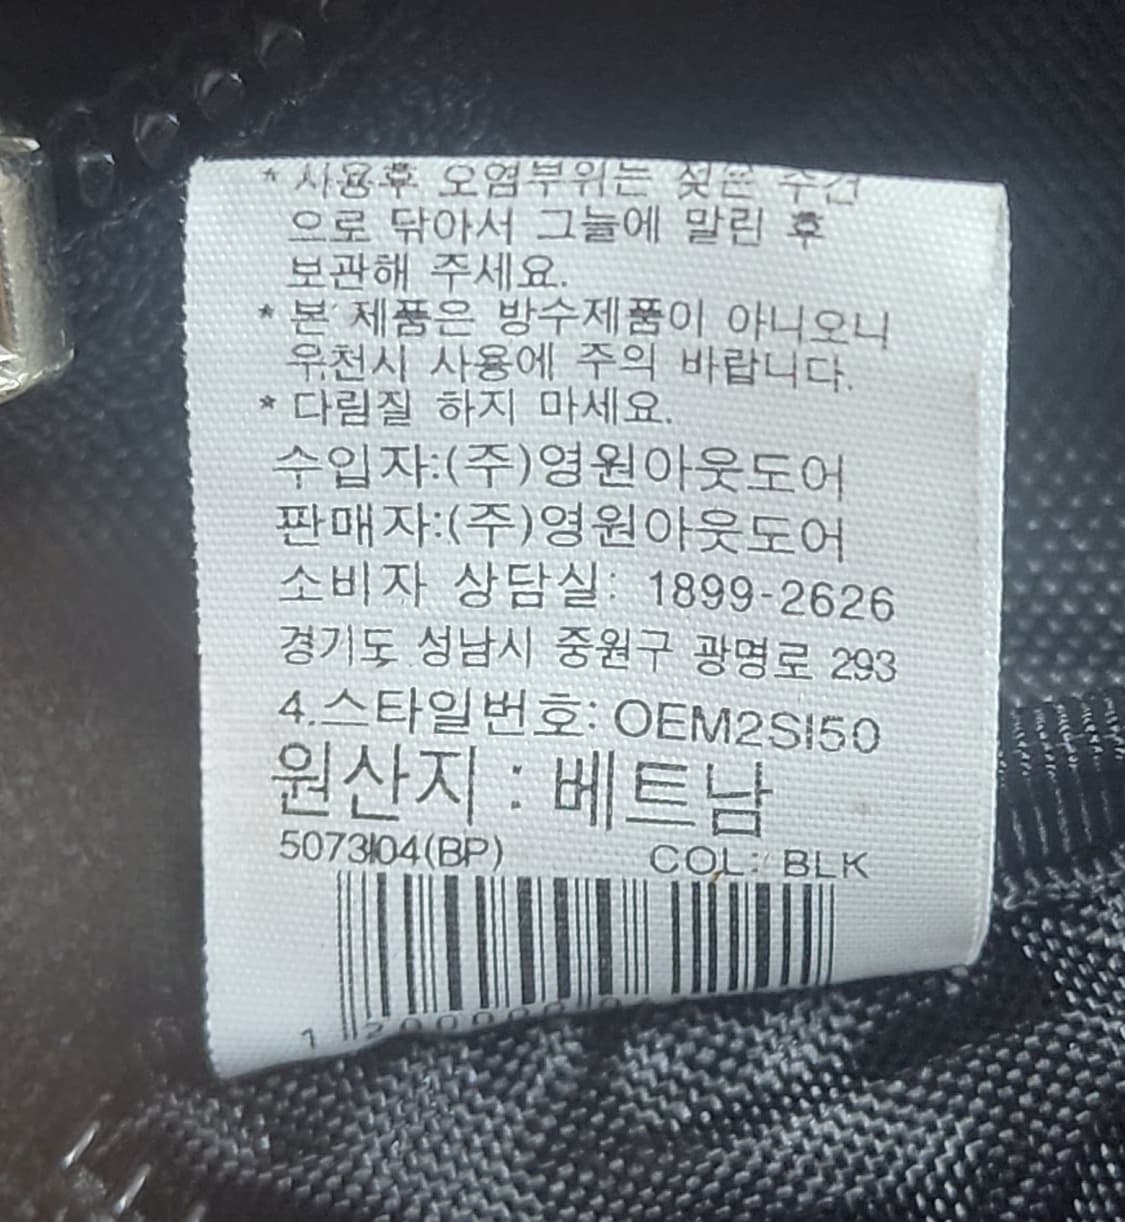 * 사용후 오염부위는 젖은 수건
으로 닦아서 그늘에 말린 후
보관해 주세요.
* 본 제품은 방수제품이 아니오니
우천시 사용에 주의 바랍니다.
* 다림질 하지 마세요.
수입자:(주)영원아웃도어
판매자:(주)영원아웃도어
소비자 상담실: 1899-2626
경기도 성남시 중원구 광명로 293
4.스타일번호: OEM2SI50
원산지 : 베트남
5073I04(BP) COL: BLK